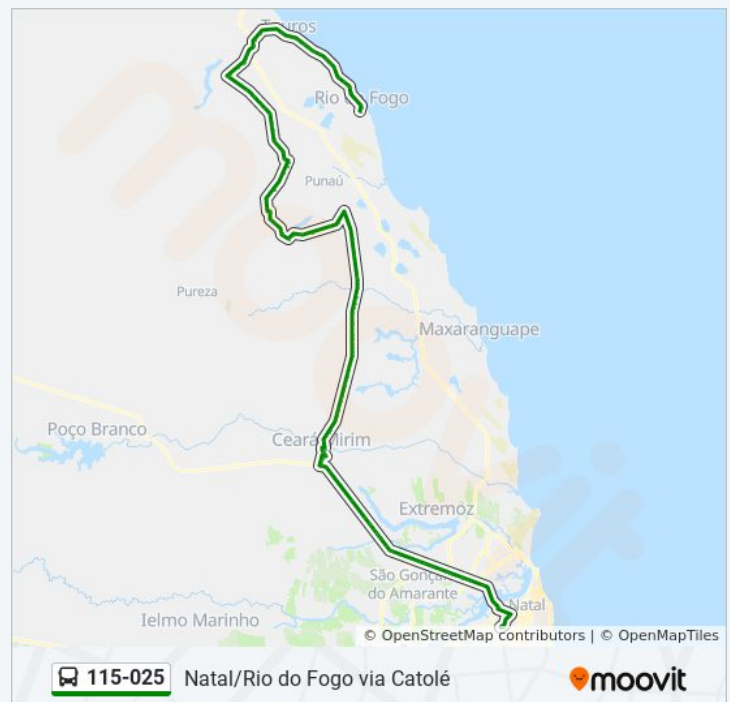 Touros
Rio do Fogo
Punaú
Pureza
Maxaranguape
Poço Branco
Ceará-Mirim
Extremoz
São Gonçalo
do Amarante
Natal
Ielmo Marinho
© OpenStreetMap contributors | © OpenMapTiles
115-025 Natal/Rio do Fogo via Catolé
moovit
moovit